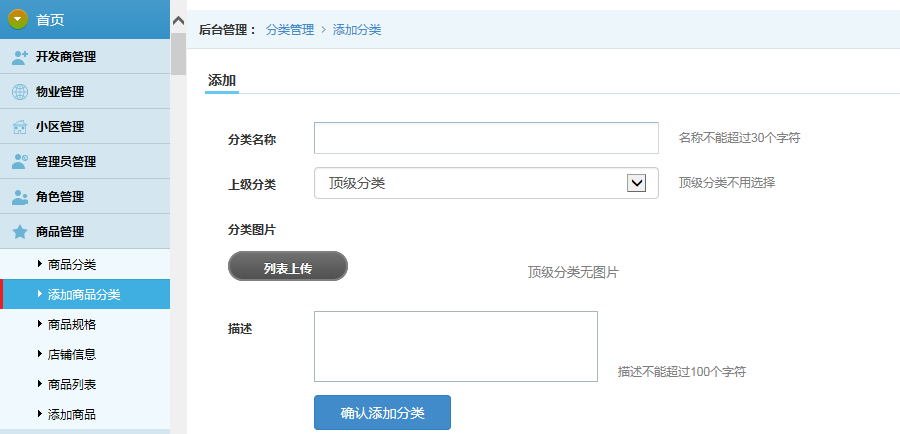 首页
开发商管理
物业管理
小区管理
管理员管理
角色管理
商品管理
商品分类
添加商品分类
商品规格
店铺信息
商品列表
添加商品
后台管理： 分类管理 › 添加分类
添加
分类名称 名称不能超过30个字符
上级分类 顶级分类 顶级分类不用选择
分类图片
列表上传 顶级分类无图片
描述 描述不能超过100个字符
确认添加分类